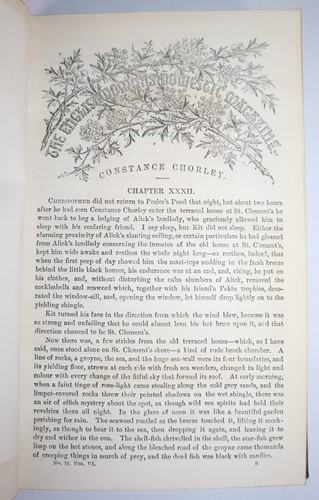 THE ENGLISHWOMAN'S DOMESTIC MAGAZINE.
CONSTANCE CHORLEY.
CHAPTER XXXII.
CHRISTOPHER did not return to Pealer's Pond that night, but about two hours
after he had seen Constance Chorley enter the terraced home at St. Clement's he
went back to beg a lodging of Alick's landlady, who graciously allowed him to
sleep with his seafaring friend. I say sleep, but Kit did not sleep. Either the
alarming proximity of Alick's slanting ceiling, or certain particulars he had gleaned
from Alick's landlady concerning the inmates of the old home at St. Clement's,
kept him wide awake and restless the whole night long—so restless, indeed, that
when the first peep of day showed him the mast-tops nodding in the fresh breeze
behind the little black houses, his endurance was at an end, and, rising, he put on
his clothes, and, without disturbing the calm slumbers of Alick, removed the
cockleshells and seaweed which, together with his friend's Pekin trophies, deco-
rated the window-sill, and, opening the window, let himself drop lightly on to the
yielding shingle.
Kit turned his face in the direction from which the wind blew, because it was
so strong and unfailing that he could almost lean his hot brow upon it, and that
direction chanced to be St. Clement's.
Now there was, a few strides from the old terraced house—which, as I have
said, once stood alone on St. Clement's shore—a kind of rude beach chamber. A
line of rocks, a groyne, the sea, and the huge sea-wall were its four boundaries, and
its yielding floor, strewn at each side with fresh sea wonders, changed in light and
colour with every change of the fitful sky that formed its roof. At early morning,
when a faint tinge of rose-light came stealing along the cold grey sands, and the
limpet-covered rocks threw their pointed shadows on the wet shingle, there was
an air of elfish mystery about the spot, as though wild sea spirits had held their
revelries there all night. In the glare of noon it was like a beautiful garden
perishing for rain. The seaweed rustled as the breeze touched it, lifting it mock-
ingly, as though to bear it to the sea, then dropping it again, and leaving it to
dry and wither in the sun. The shell-fish shrivelled in the shell, the star-fish grew
limp on the hot stones, and along the bleached road of the groyne came thousands
of creeping things in search of prey, and the dead fish was black with sandflies.
No. 31, VOL. VI. B